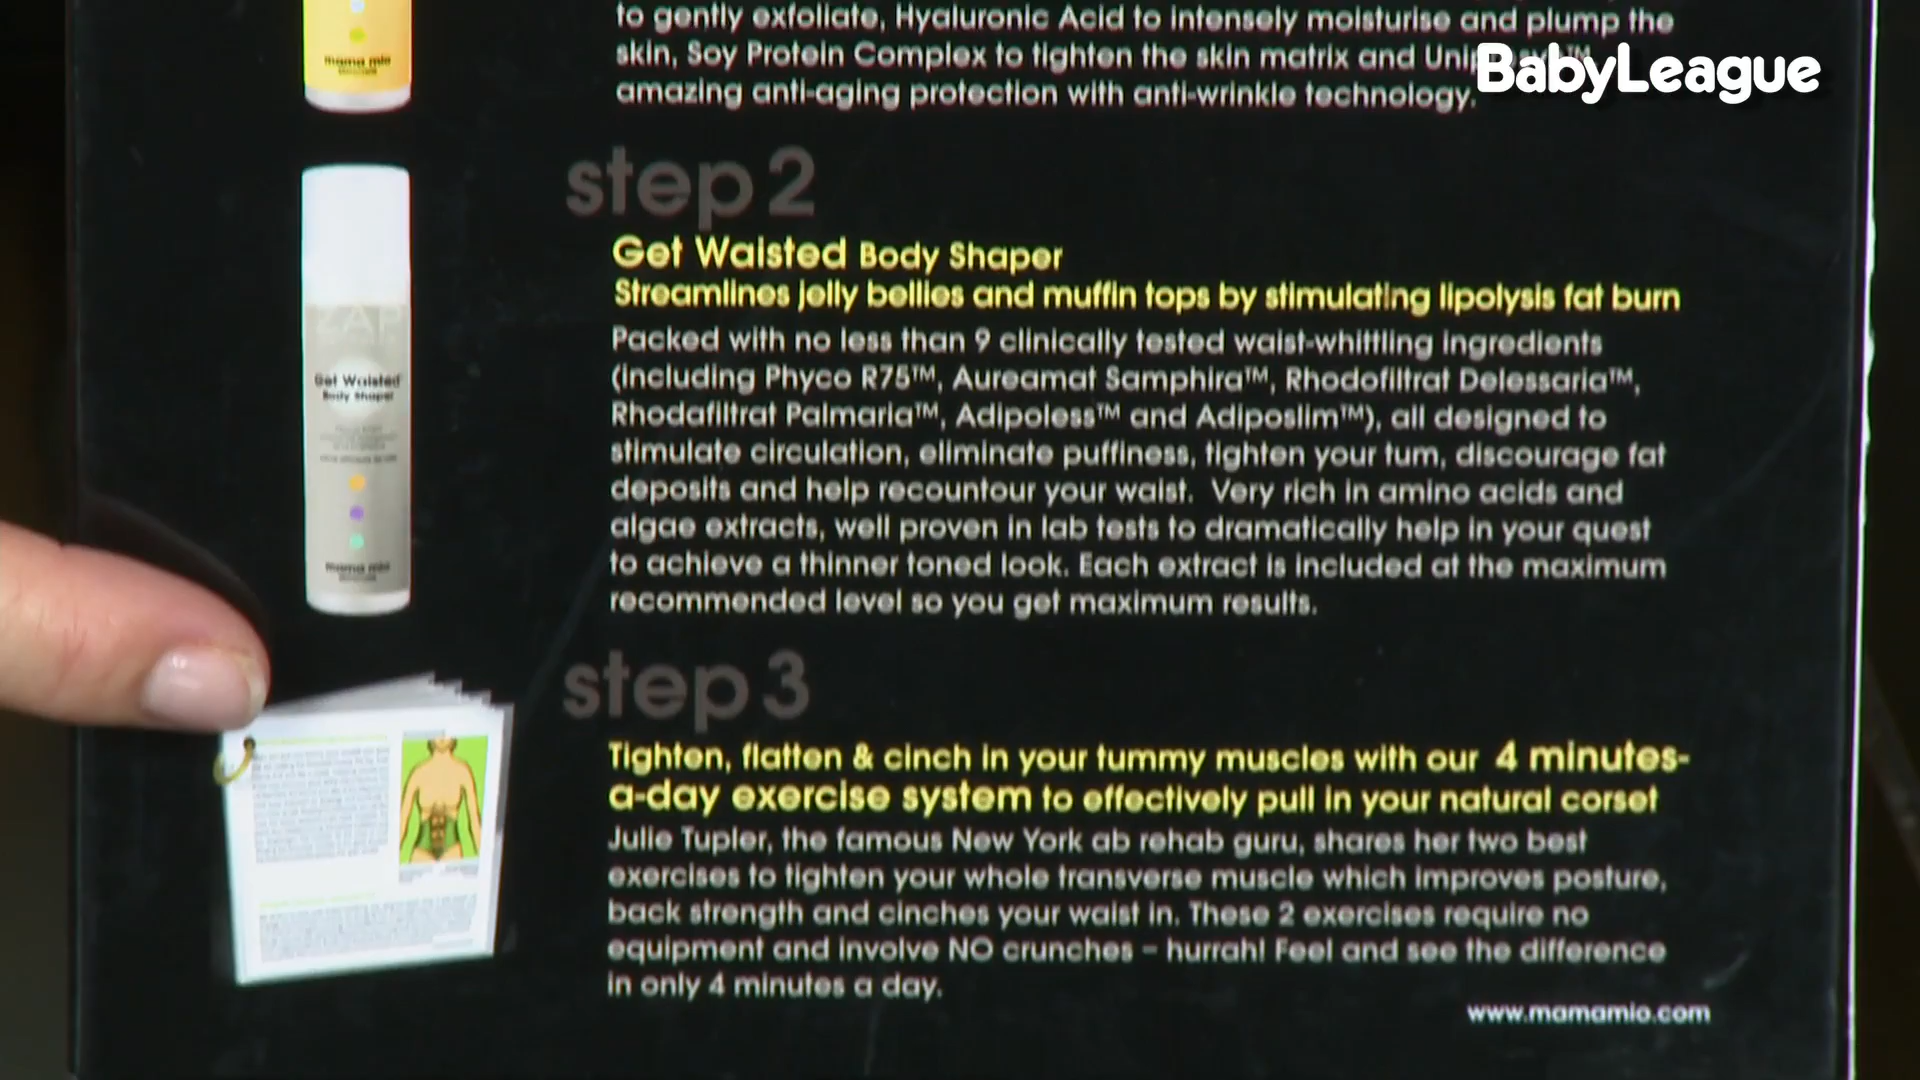 to gently exfoliate, Hyaluronic Acid to intensely moisturise and plump the
skin, Soy Protein Complex to tighten the skin matrix and
amazing anti-aging protection with anti-wrinkle technology.
BabyLeague
mama mio
step 2
Get Waisted Body Shaper
Streamlines jelly bellies and muffin tops by stimulating lipolysis fat burn
Packed with no less than 9 clinically tested waist-whittling ingredients
(including Phyco R75™, Aureamat Samphira™, Rhodofiltrat Delessaria™,
Rhodafiltrat Palmaria™, Adipoless™ and Adiposlim™), all designed to
stimulate circulation, eliminate puffiness, tighten your tum, discourage fat
deposits and help recountour your waist. Very rich in amino acids and
algae extracts, well proven in lab tests to dramatically help in your quest
to achieve a thinner toned look. Each extract is included at the maximum
recommended level so you get maximum results.
Get Waisted
Body Shaper
mama mio
step 3
Tighten, flatten & cinch in your tummy muscles with our 4 minutes-
a-day exercise system to effectively pull in your natural corset
Julie Tupler, the famous New York ab rehab guru, shares her two best
exercises to tighten your whole transverse muscle which improves posture,
back strength and cinches your waist in. These 2 exercises require no
equipment and involve NO crunches – hurrah! Feel and see the difference
in only 4 minutes a day.
www.mamamio.com